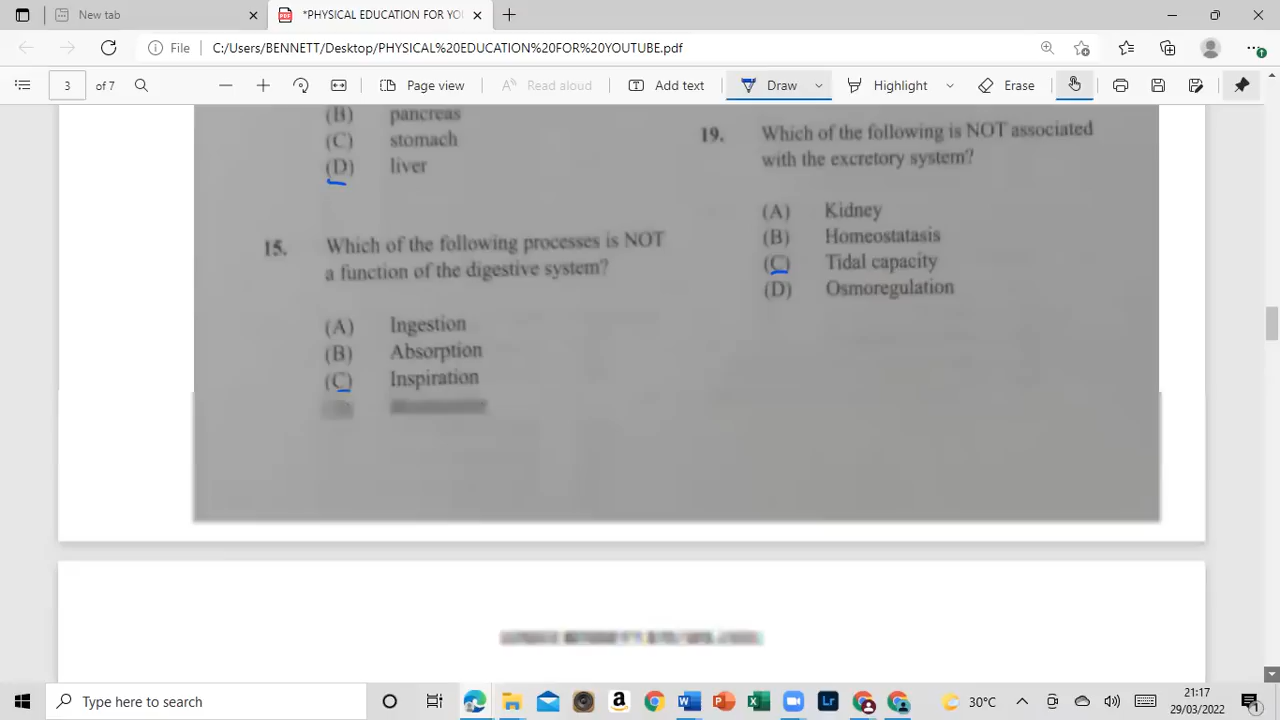 New tab
*PHYSICAL EDUCATION FOR YOU
File
C:/Users/BENNETT/Desktop/PHYSICAL%20EDUCATION%20FOR%20YOUTUBE.pdf
3 of 7
Page view
Read aloud
Add text
Draw
Highlight
Erase
(B) pancreas
(C) stomach
(D) liver
15. Which of the following processes is NOT
a function of the digestive system?
(A) Ingestion
(B) Absorption
(C) Inspiration
19. Which of the following is NOT associated
with the excretory system?
(A) Kidney
(B) Homeostatasis
(C) Tidal capacity
(D) Osmoregulation
Type here to search
30°C
21:17
29/03/2022